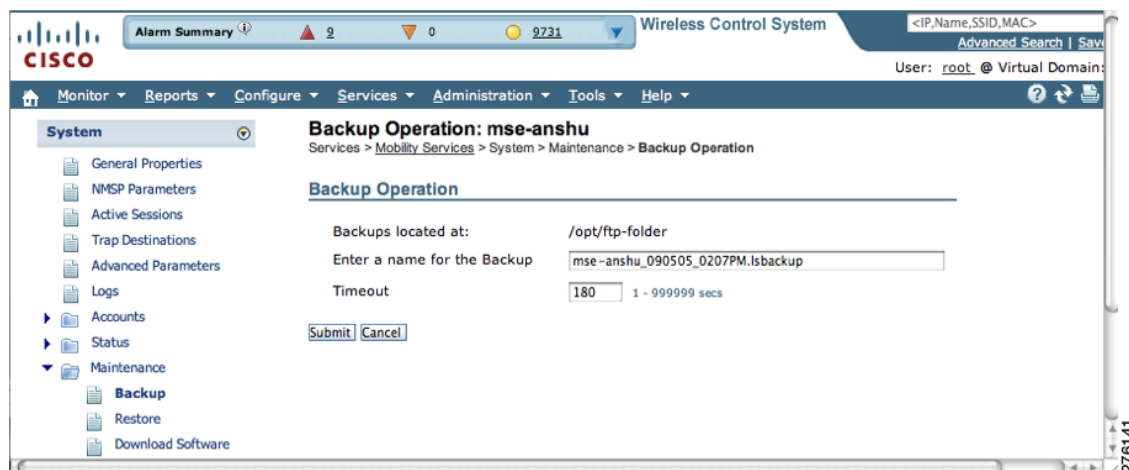 Alarm Summary
2
0
9731
Wireless Control System
<IP,Name,SSID,MAC>
Advanced Search | Save
CISCO
User: root @ Virtual Domain:
Monitor Reports Configure Services Administration Tools Help
System
General Properties
NMSP Parameters
Active Sessions
Trap Destinations
Advanced Parameters
Logs
Accounts
Status
Maintenance
Backup
Restore
Download Software
Backup Operation: mse-anshu
Services > Mobility Services > System > Maintenance > Backup Operation
Backup Operation
Backups located at: /opt/ftp-folder
Enter a name for the Backup mse-anshu_090505_0207PM.lsbackup
Timeout 180 1 - 999999 secs
Submit Cancel